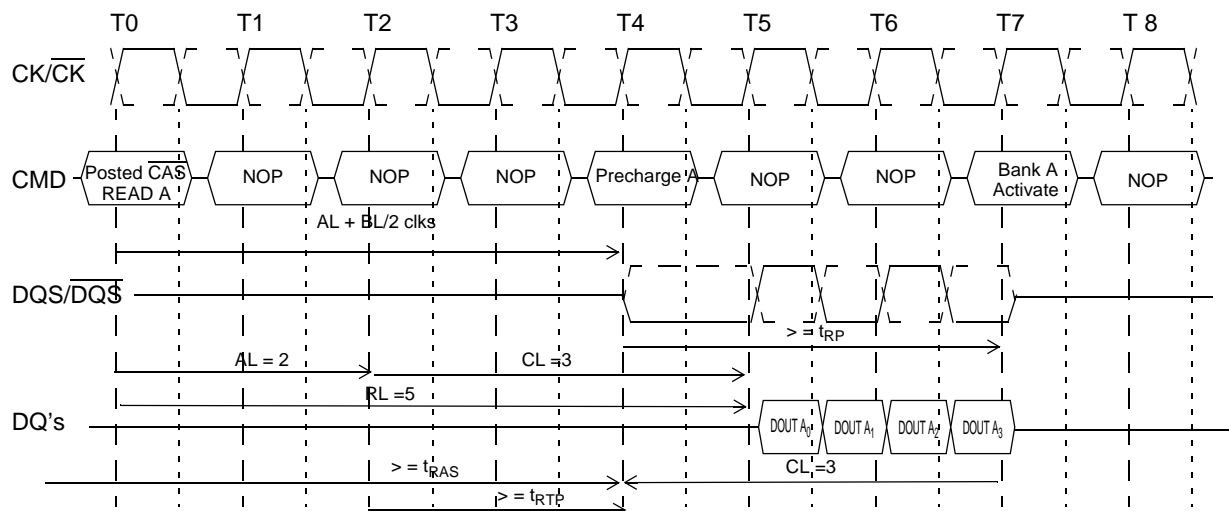 T0 T1 T2 T3 T4 T5 T6 T7 T 8
CK/CK
CMD
Posted CAS
READ A
NOP
NOP
NOP
Precharge A
NOP
NOP
Bank A
Activate
NOP
AL + BL/2 clks
DQS/DQS
> = tRP
AL = 2
CL =3
RL =5
DQ's
DOUT A0
DOUT A1
DOUT A2
DOUT A3
> = tRAS
CL =3
> = tRTP